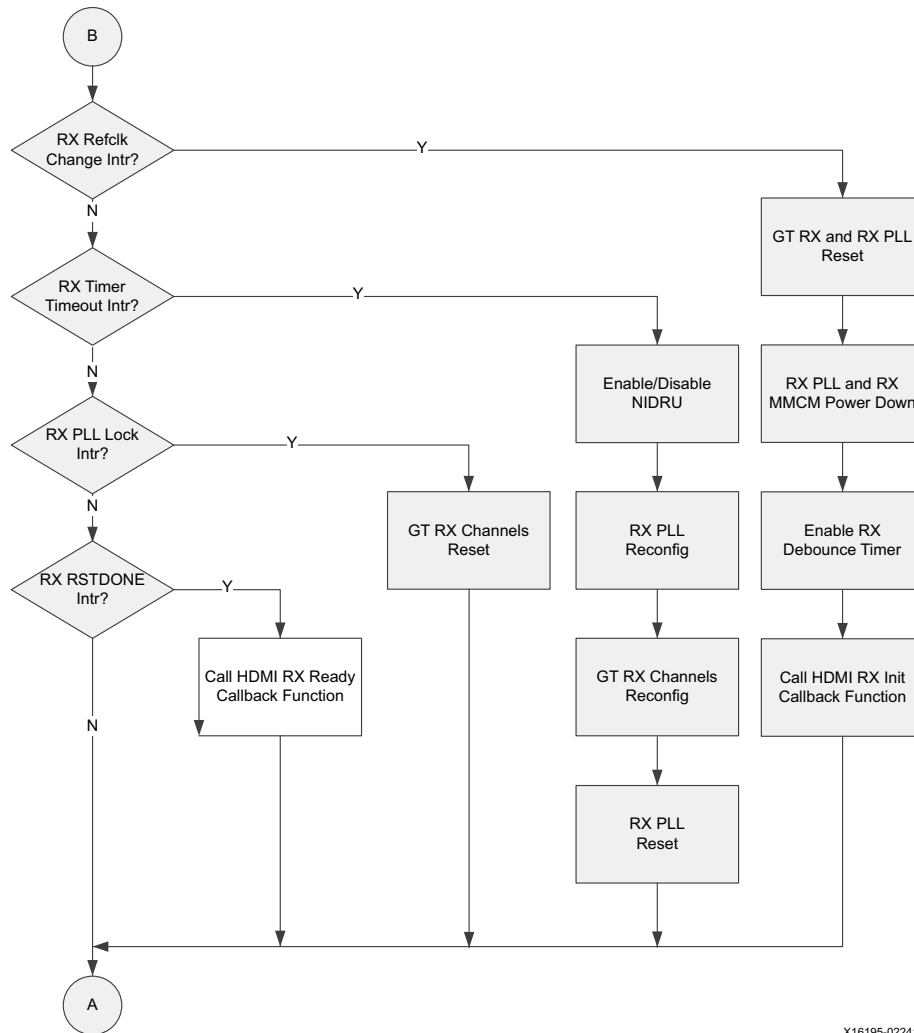 B
RX Refclk
Change Intr?
Y
N
GT RX and RX PLL
Reset
RX Timer
Timeout Intr?
Y
N
Enable/Disable
NIDRU
RX PLL and RX
MMCM Power Down
RX PLL Lock
Intr?
Y
N
GT RX Channels
Reset
RX PLL
Reconfig
Enable RX
Debounce Timer
RX RSTDONE
Intr?
Y
N
Call HDMI RX Ready
Callback Function
GT RX Channels
Reconfig
Call HDMI RX Init
Callback Function
RX PLL
Reset
A